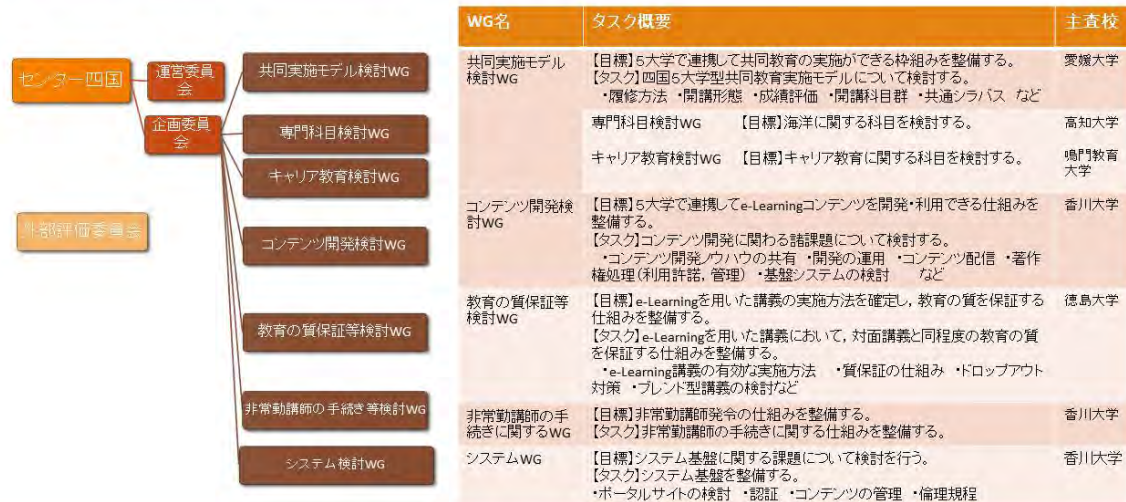 センター四国
運営委員
会
企画委員
会
外部評価委員会
共同実施モデル検討WG
専門科目検討WG
キャリア教育検討WG
コンテンツ開発検討WG
教育の質保証等検討WG
非常勤講師の手続き等検討WG
システム検討WG
WG名 タスク概要 主査校
共同実施モデル
検討WG
【目標】5大学で連携して共同教育の実施ができる枠組みを整備する。
【タスク】四国5大学型共同教育実施モデルについて検討する。
・履修方法 ・開講形態 ・成績評価 ・開講科目群 ・共通シラバス など
愛媛大学
専門科目検討WG 【目標】海洋に関する科目を検討する。
高知大学
キャリア教育検討WG 【目標】キャリア教育に関する科目を検討する。
鳴門教育
大学
コンテンツ開発検
討WG
【目標】5大学で連携してe-Learningコンテンツを開発・利用できる仕組みを
整備する。
【タスク】コンテンツ開発に関わる諸課題について検討する。
・コンテンツ開発ノウハウの共有 ・開発の運用 ・コンテンツ配信 ・著作
権処理(利用許諾,管理) ・基盤システムの検討 など
香川大学
教育の質保証等
検討WG
【目標】e-Learningを用いた講義の実施方法を確定し,教育の質を保証する
仕組みを整備する。
【タスク】e-Learningを用いた講義において,対面講義と同程度の教育の質
を保証する仕組みを整備する。
・e-Learning講義の有効な実施方法 ・質保証の仕組み ・ドロップアウト
対策 ・ブレンド型講義の検討など
徳島大学
非常勤講師の手
続きに関するWG
【目標】非常勤講師発令の仕組みを整備する。
【タスク】非常勤講師の手続きに関する仕組みを整備する。
香川大学
システムWG
【目標】システム基盤に関する課題について検討を行う。
【タスク】システム基盤を整備する。
・ポータルサイトの検討 ・認証 ・コンテンツの管理 ・倫理規程
香川大学